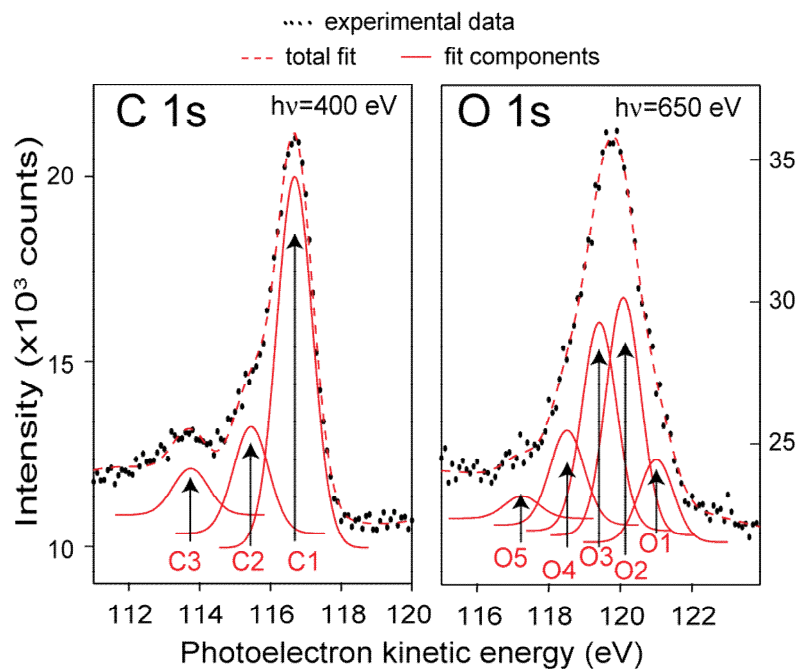 experimental data
total fit
fit components
C 1s
hν=400 eV
O 1s
hν=650 eV
Intensity (x10³ counts)
20
15
10
35
30
25
C3
C2
C1
O5
O4
O3
O2
O1
112
114
116
118
120
116
118
120
122
Photoelectron kinetic energy (eV)